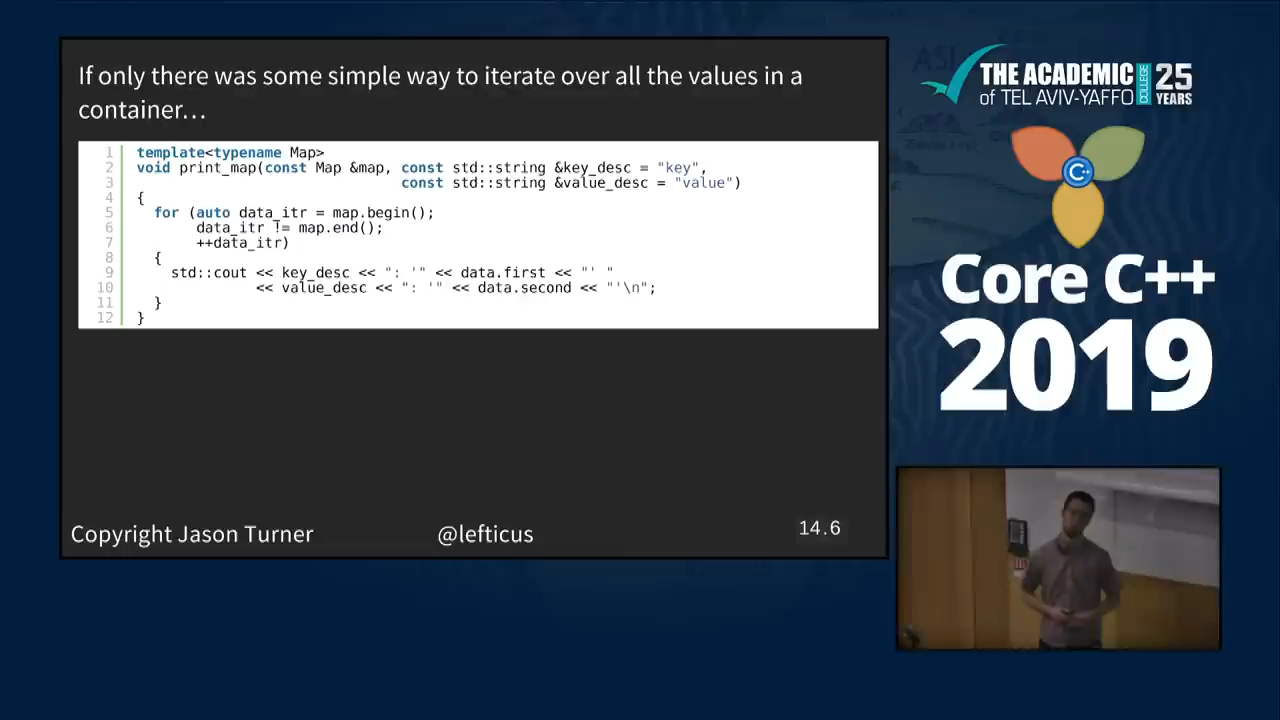 If only there was some simple way to iterate over all the values in a
container…
1 template<typename Map>
2 void print_map(const Map &map, const std::string &key_desc = "key",
3 const std::string &value_desc = "value")
4 {
5 for (auto data_itr = map.begin();
6 data_itr != map.end();
7 ++data_itr)
8 {
9 std::cout << key_desc << ": '" << data.first << "' "
10 << value_desc << ": '" << data.second << "'\n";
11 }
12 }
Copyright Jason Turner
@lefticus
14.6
THE ACADEMIC
of TEL AVIV-YAFFO
COLLEGE
25
YEARS
C++
Core C++
2019